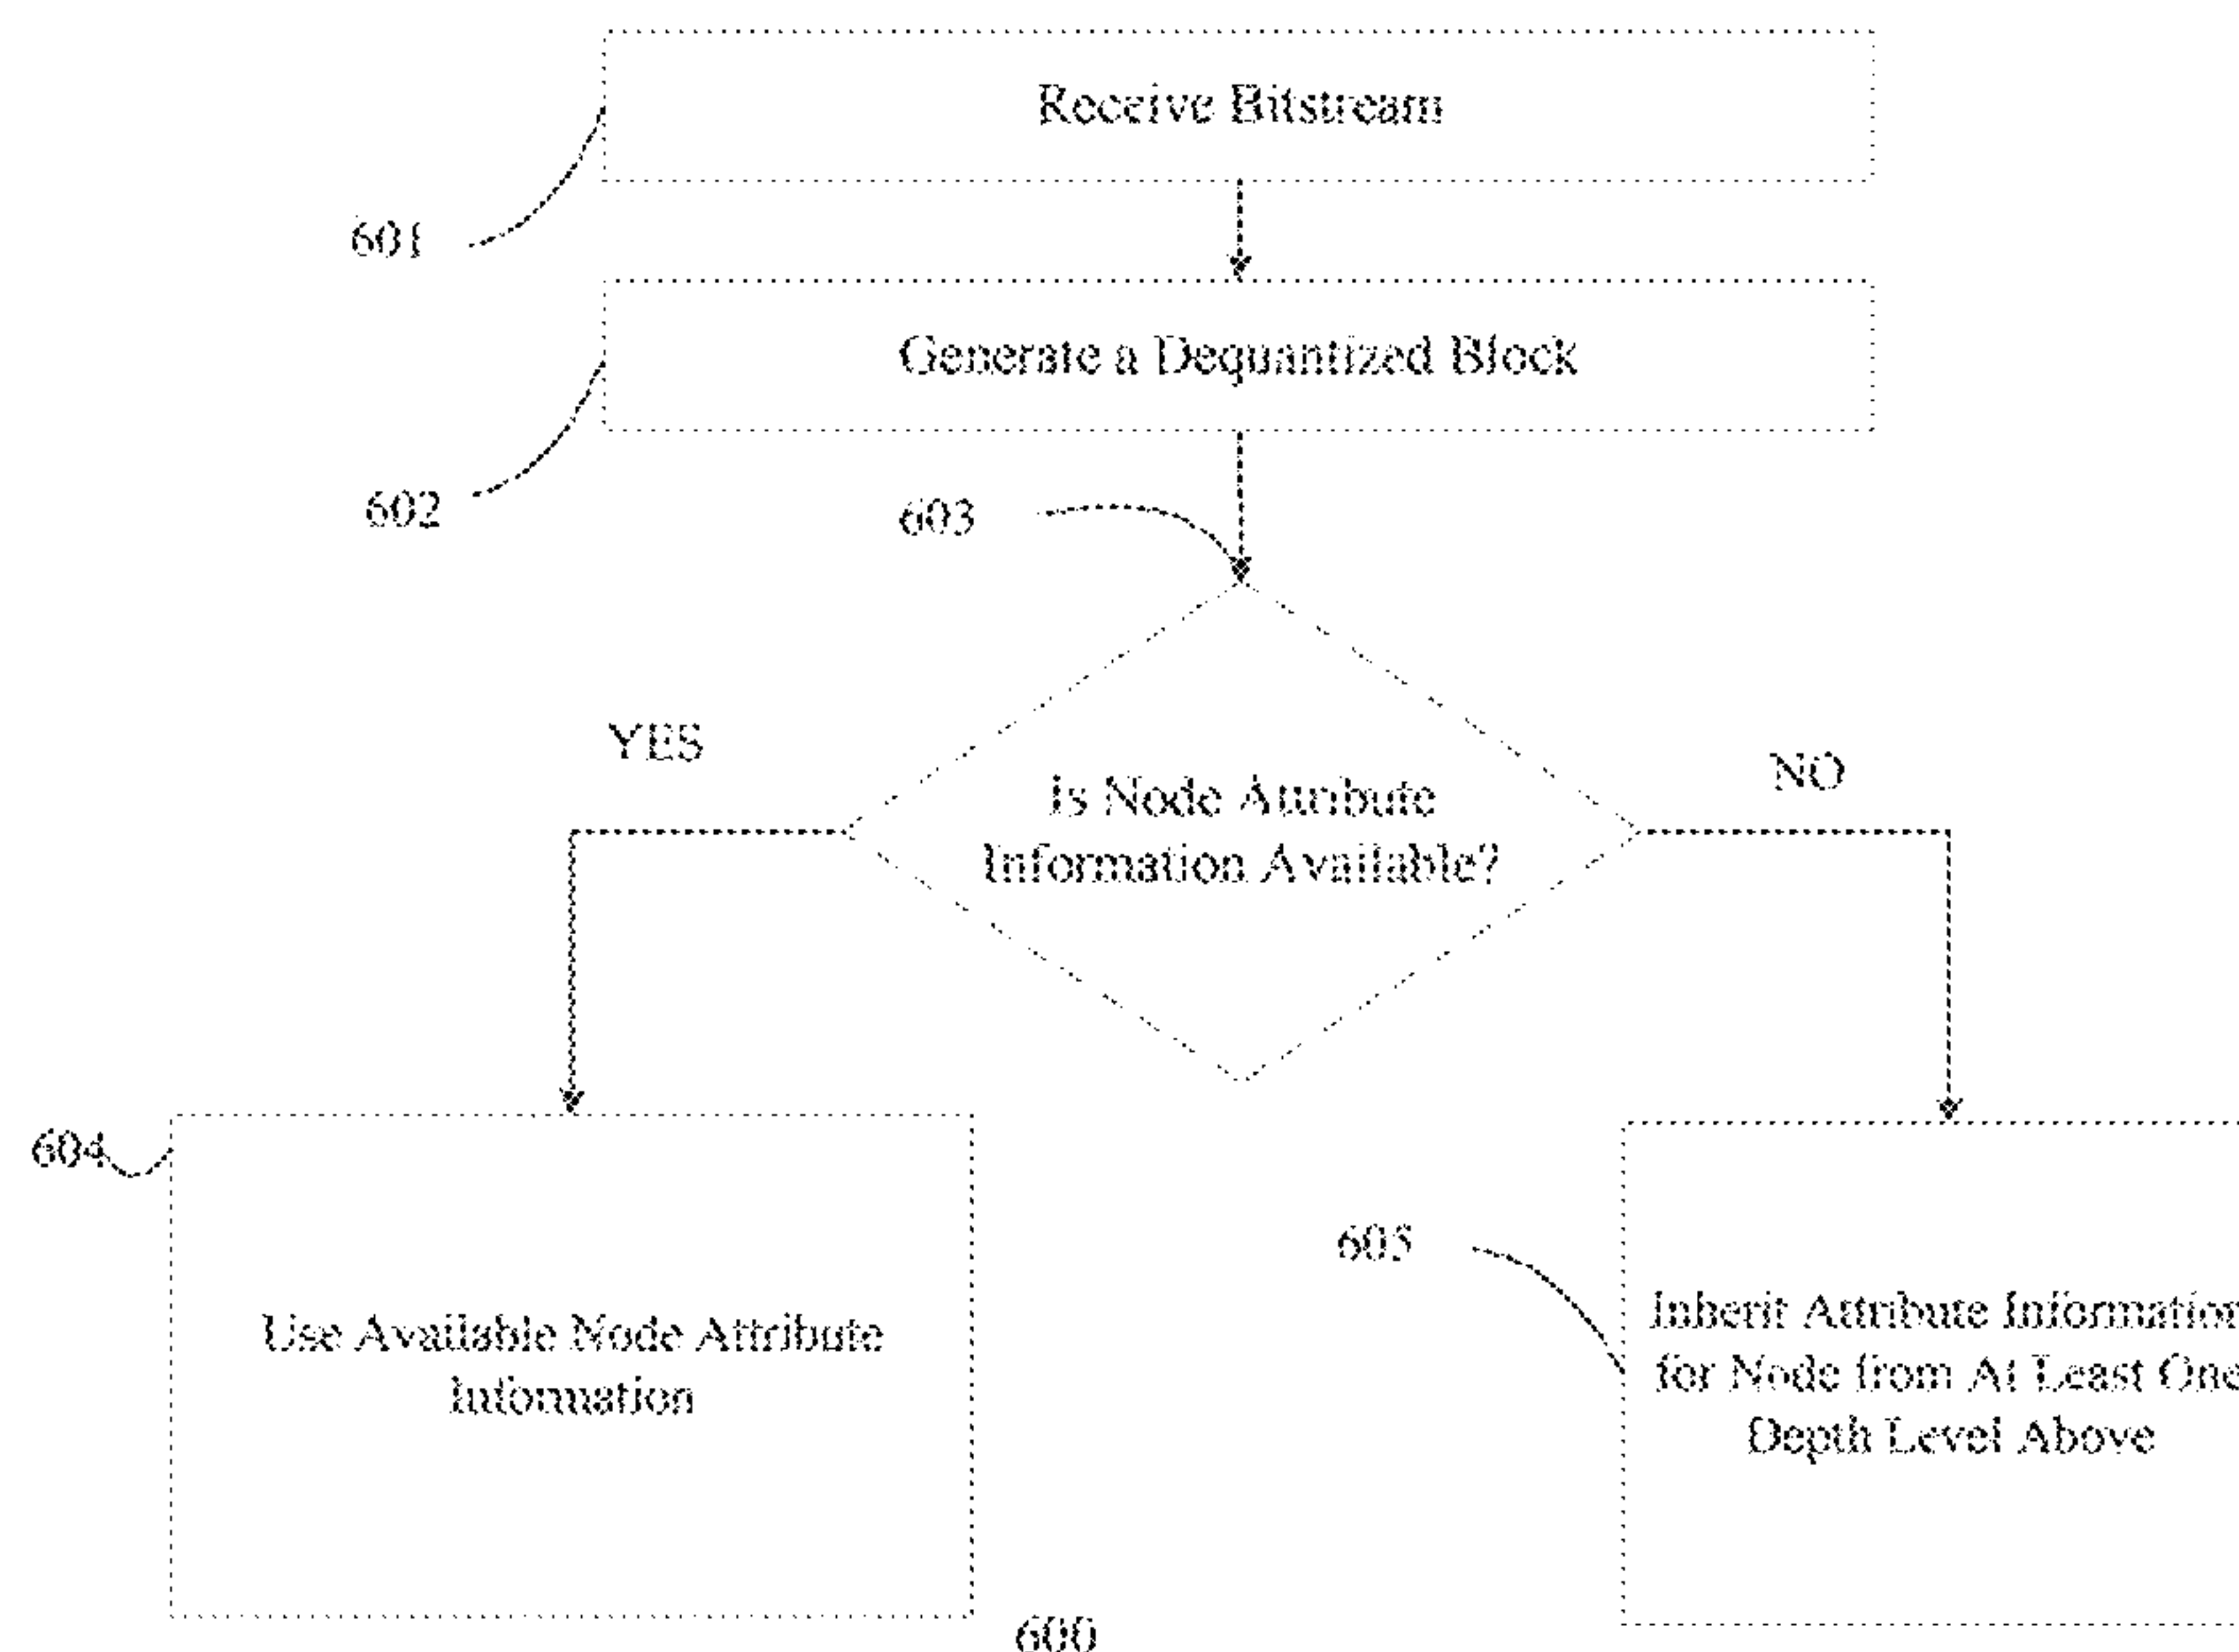 Receive Bitstream
601
Generate a Dequantized Block
602
603
YES
NO
Is Node Attribute
Information Available?
604
605
Use Available Node Attribute
Information
Inherit Attribute Information
for Node from At Least One
Depth Level Above
600